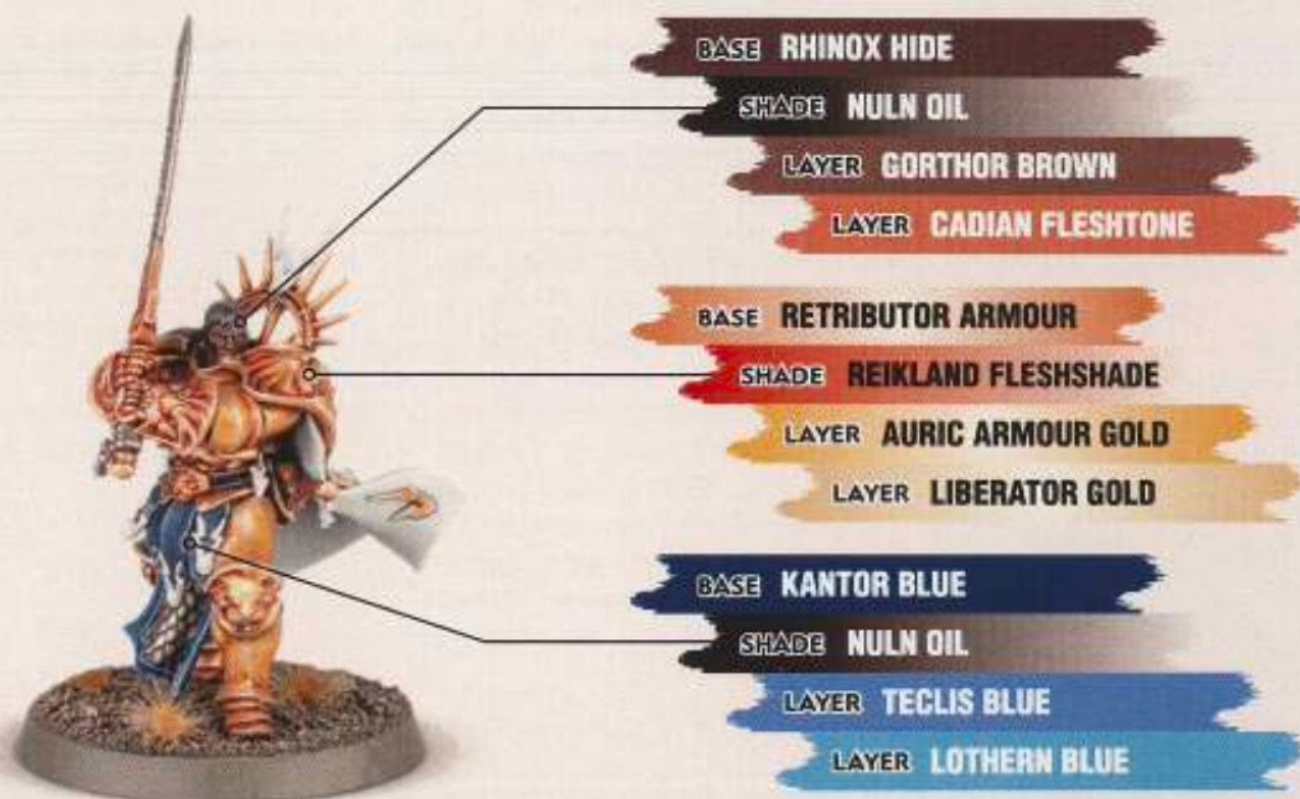 BASE RHINOX HIDE
SHADE NULN OIL
LAYER GORTHOR BROWN
LAYER CADIAN FLESHTONE
BASE RETRIBUTOR ARMOUR
SHADE REIKLAND FLESHSHADE
LAYER AURIC ARMOUR GOLD
LAYER LIBERATOR GOLD
BASE KANTOR BLUE
SHADE NULN OIL
LAYER TECLIS BLUE
LAYER LOTHERN BLUE